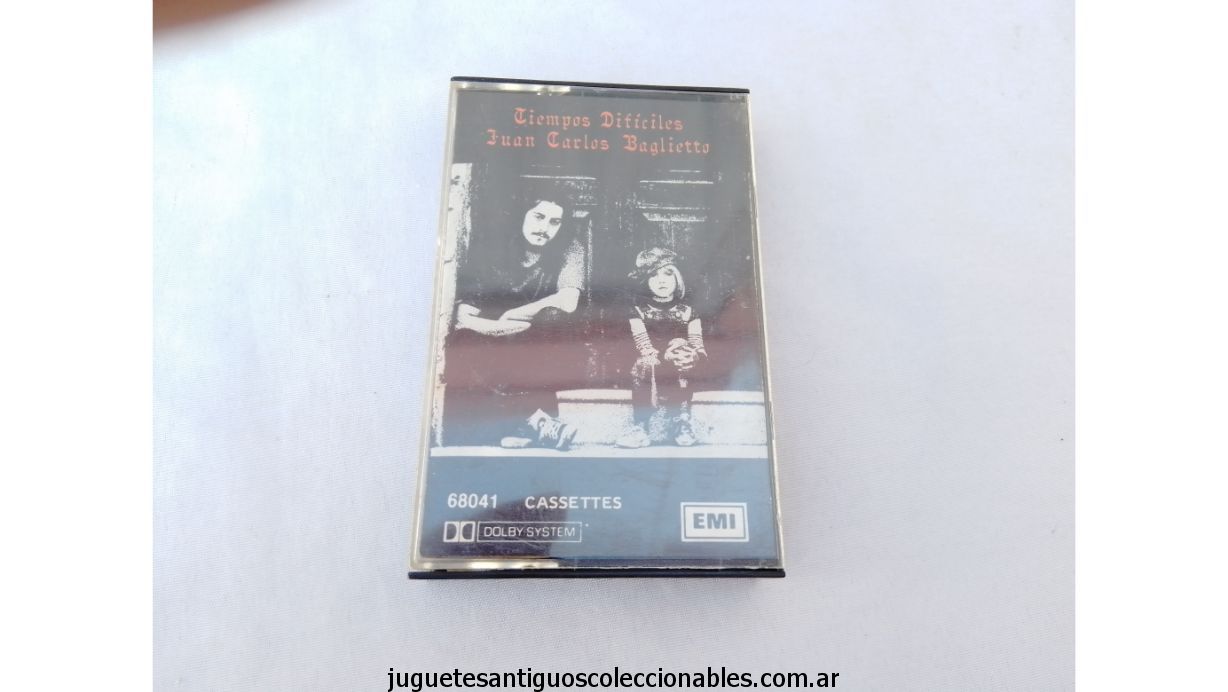 Tiempos Difíciles
Juan Carlos Baglietto
68041 CASSETTES
DOLBY SYSTEM
EMI
juguetesantiguoscoleccionables.com.ar